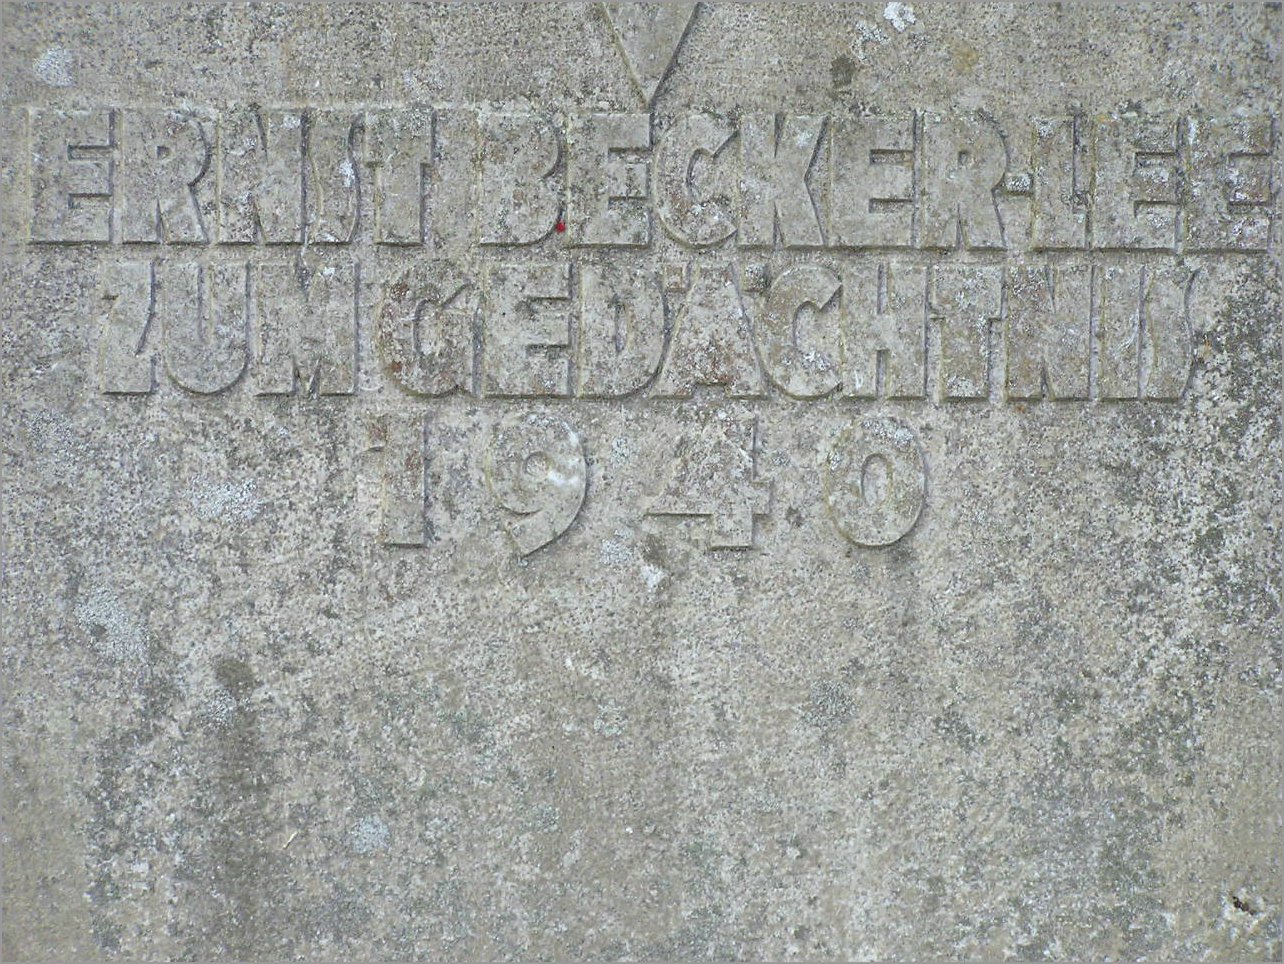 ERNST BECKER-LEE
ZUM GEDÄCHTNIS
1940